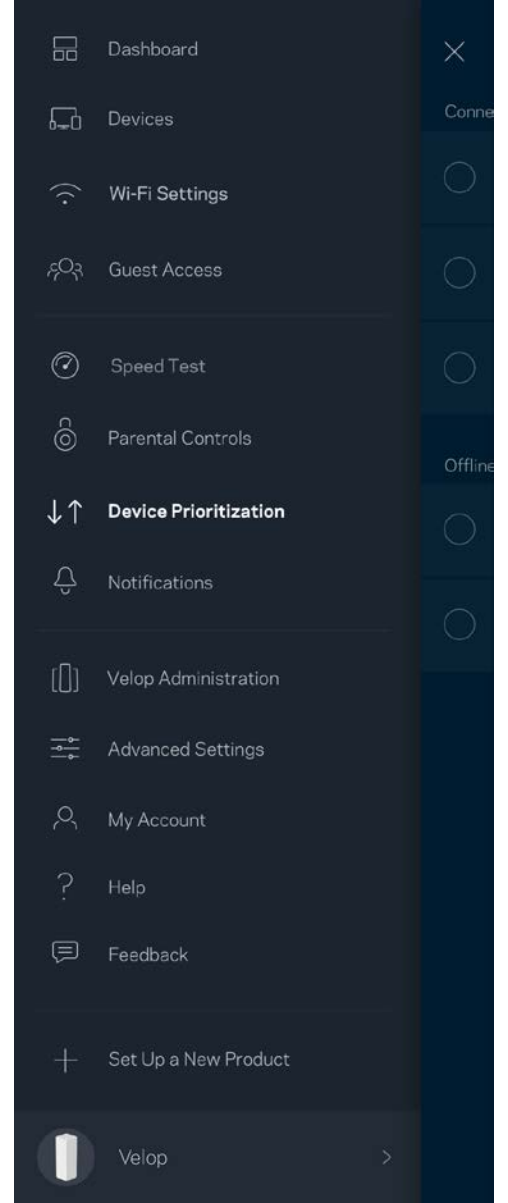 Dashboard
Devices
Wi-Fi Settings
Guest Access
Speed Test
Parental Controls
Device Prioritization
Notifications
Velop Administration
Advanced Settings
My Account
Help
Feedback
Set Up a New Product
Velop
Conne
Offline